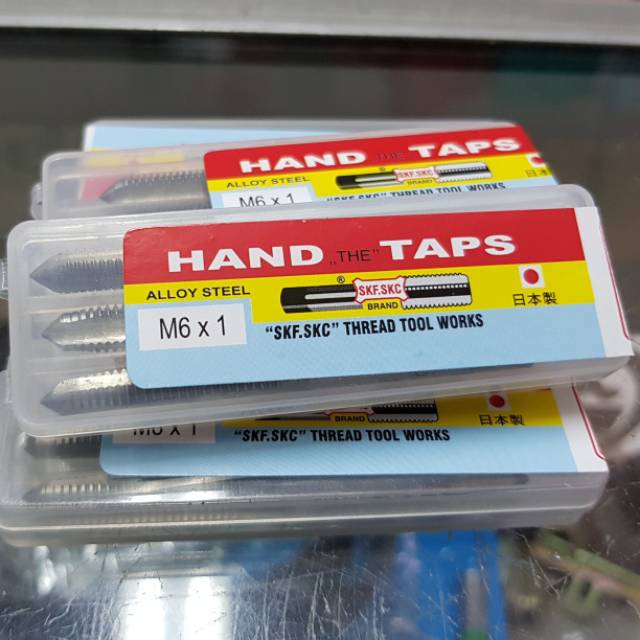 HAND "THE" TAPS
ALLOY STEEL
SKF.SKC
BRAND
日本
M6 x 1
"SKF.SKC" THREAD TOOL WORKS
HAND „THE" TAPS
ALLOY STEEL
®
SKF.SKC
BRAND
日本製
M6 x 1
"SKF.SKC" THREAD TOOL WORKS
BRAND
日本製
M6 x 1
"SKF.SKC" THREAD TOOL WORKS